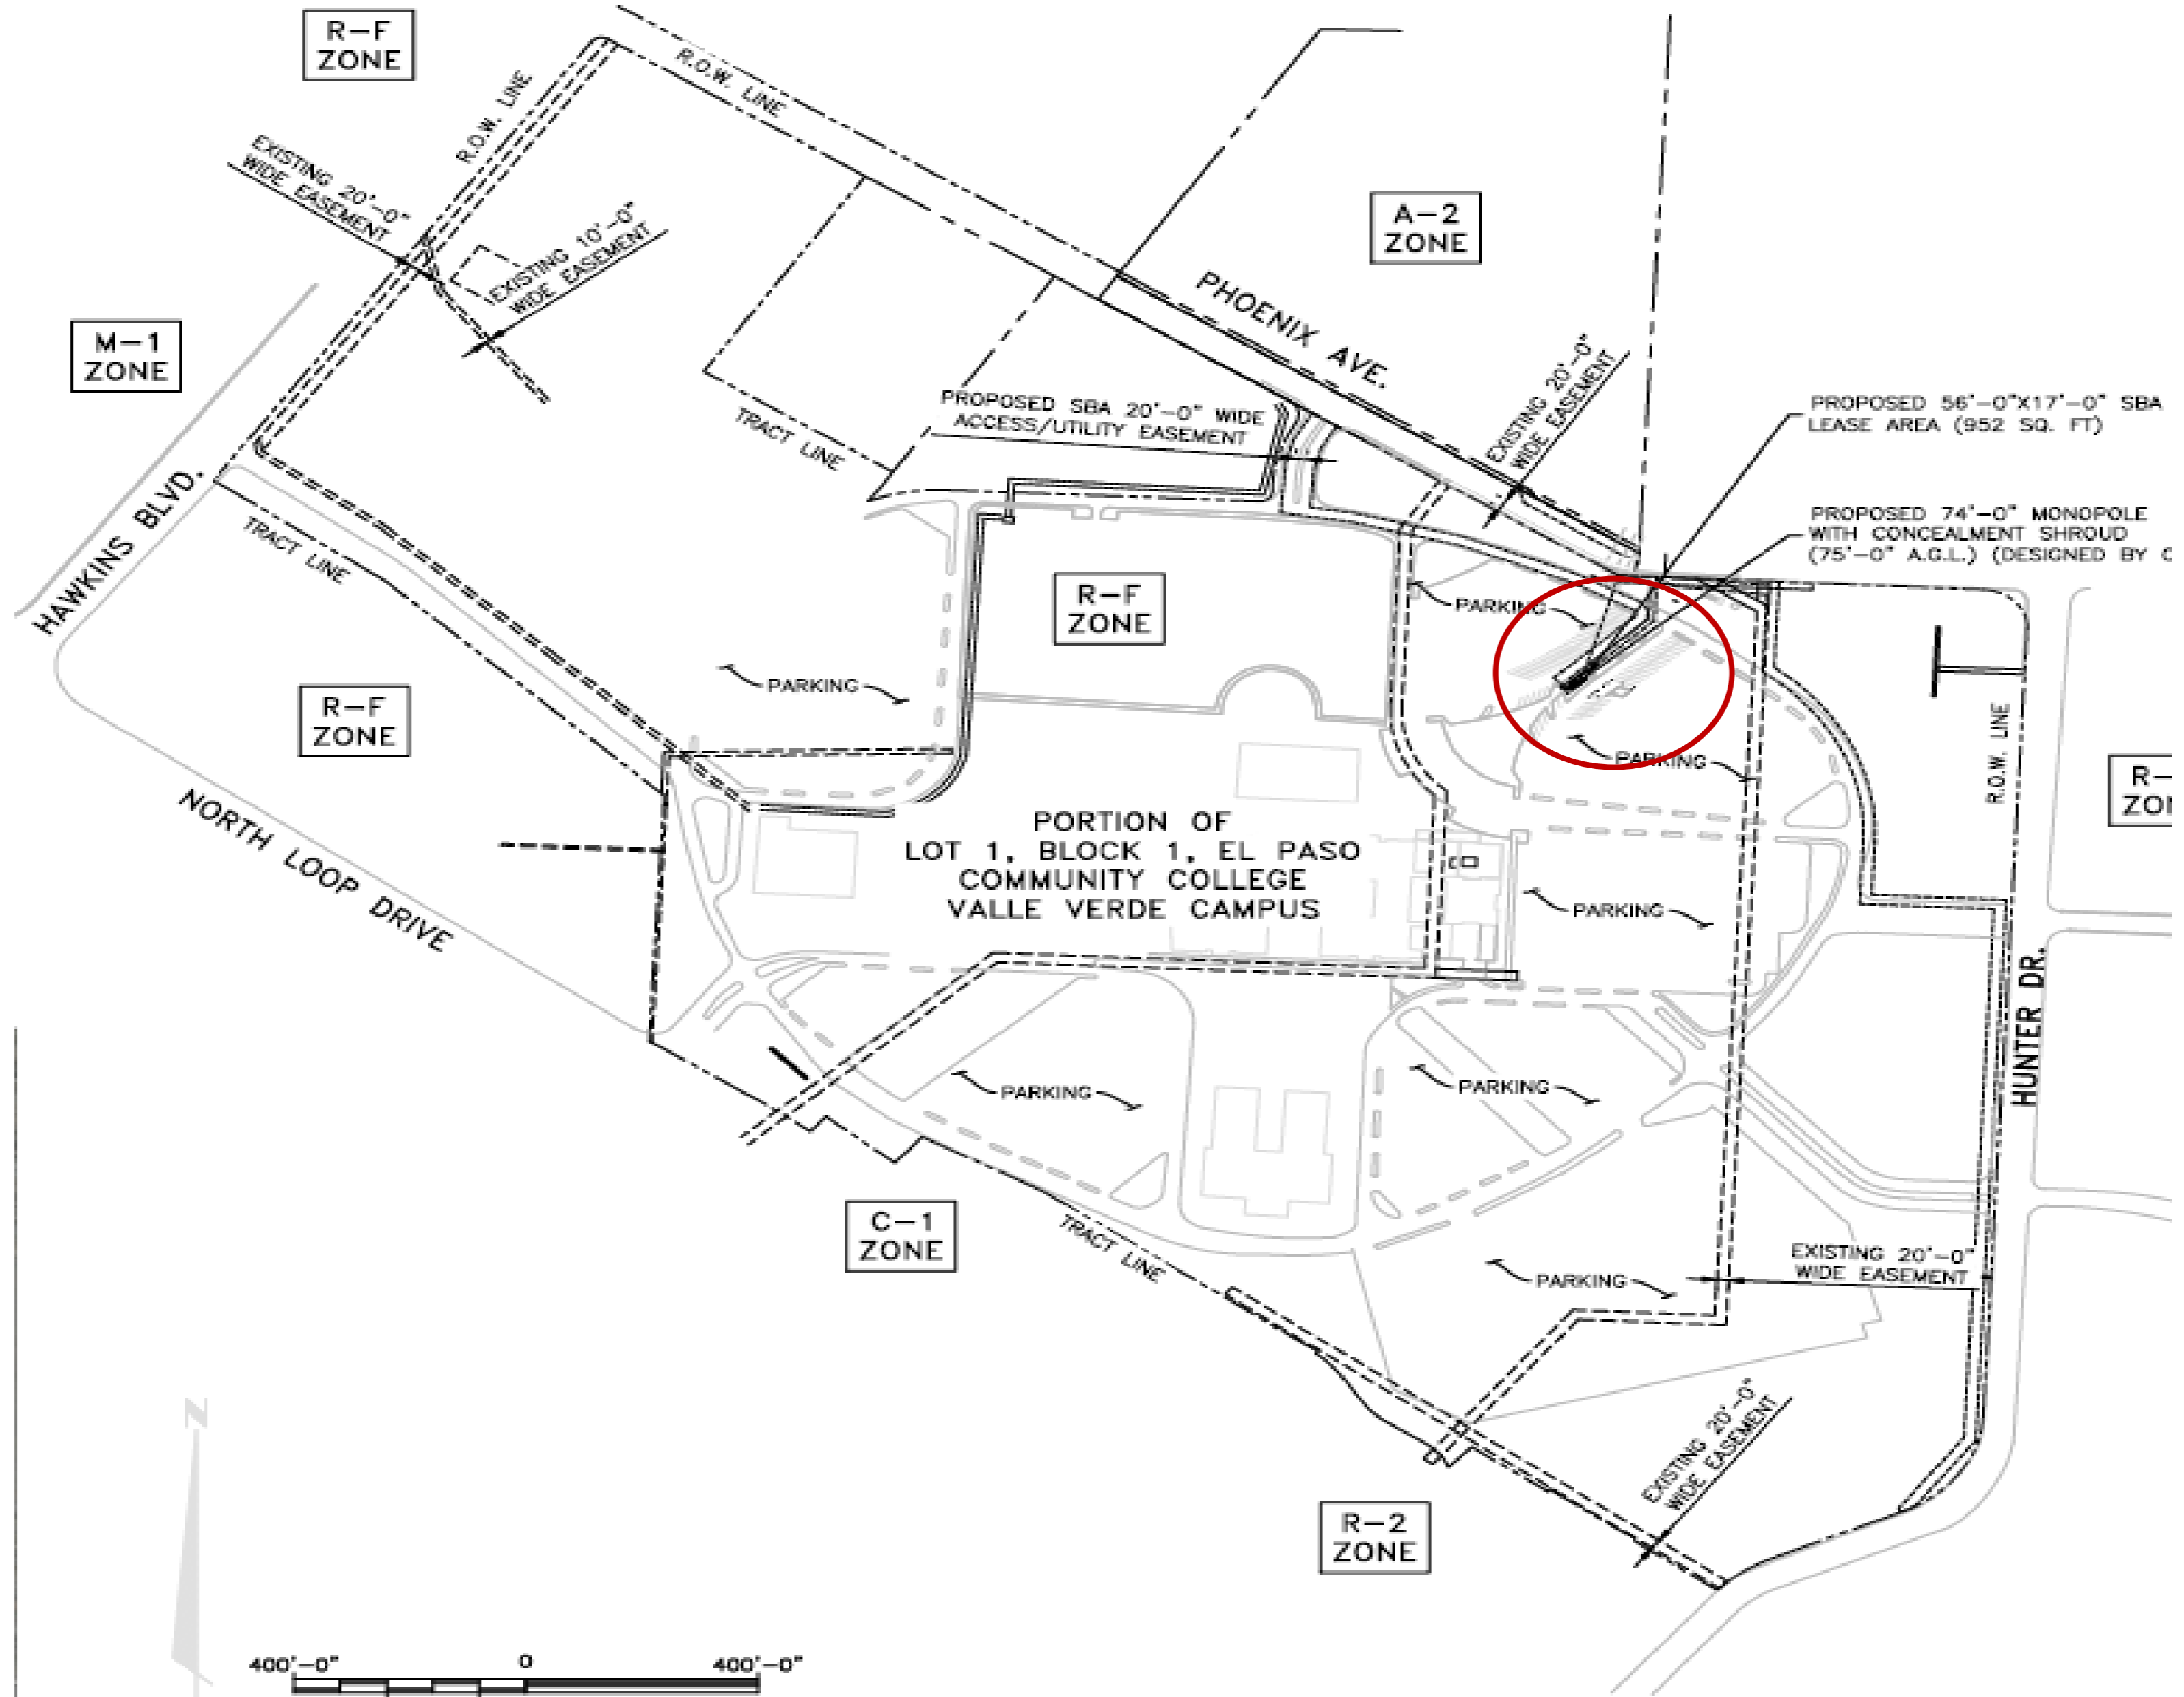 R-F
ZONE
R.O.W. LINE
R.O.W. LINE
EXISTING 20'-0"
WIDE EASEMENT
EXISTING 10'-0"
WIDE EASEMENT
A-2
ZONE
M-1
ZONE
PHOENIX AVE.
EXISTING 20'-0"
WIDE EASEMENT
PROPOSED SBA 20'-0" WIDE
ACCESS/UTILITY EASEMENT
TRACT LINE
PROPOSED 56'-0"X17'-0" SBA
LEASE AREA (952 SQ. FT)
PROPOSED 74'-0" MONOPOLE
WITH CONCEALMENT SHROUD
(75'-0" A.G.L.) (DESIGNED BY
HAWKINS BLVD.
TRACT LINE
R-F
ZONE
PARKING
R-F
ZONE
PARKING
PARKING
R.O.W. LINE
R-
ZO
NORTH LOOP DRIVE
PORTION OF
LOT 1, BLOCK 1, EL PASO
COMMUNITY COLLEGE
VALLE VERDE CAMPUS
PARKING
HUNTER DR.
PARKING
PARKING
C-1
ZONE
TRACT LINE
EXISTING 20'-0"
WIDE EASEMENT
PARKING
EXISTING 20'-0"
WIDE EASEMENT
R-2
ZONE
N
400'-0" 0 400'-0"